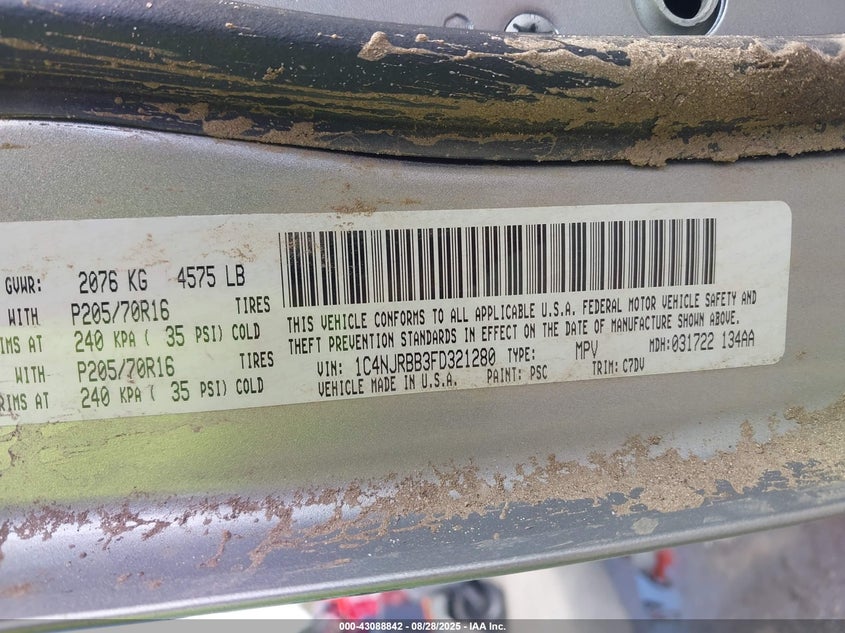 GVWR: 2076 KG 4575 LB
WITH P205/70R16 TIRES
IMS AT 240 KPA ( 35 PSI) COLD
WITH P205/70R16 TIRES
RIMS AT 240 KPA ( 35 PSI) COLD
THIS VEHICLE CONFORMS TO ALL APPLICABLE U.S.A. FEDERAL MOTOR VEHICLE SAFETY AND
THEFT PREVENTION STANDARDS IN EFFECT ON THE DATE OF MANUFACTURE SHOWN ABOVE.
VIN: 1C4NJRBB3FD321280 TYPE: MPV MDH: 031722 134AA
VEHICLE MADE IN U.S.A. PAINT: PSC TRIM: C7DV
000-43088842 - 08/28/2025 - IAA Inc.